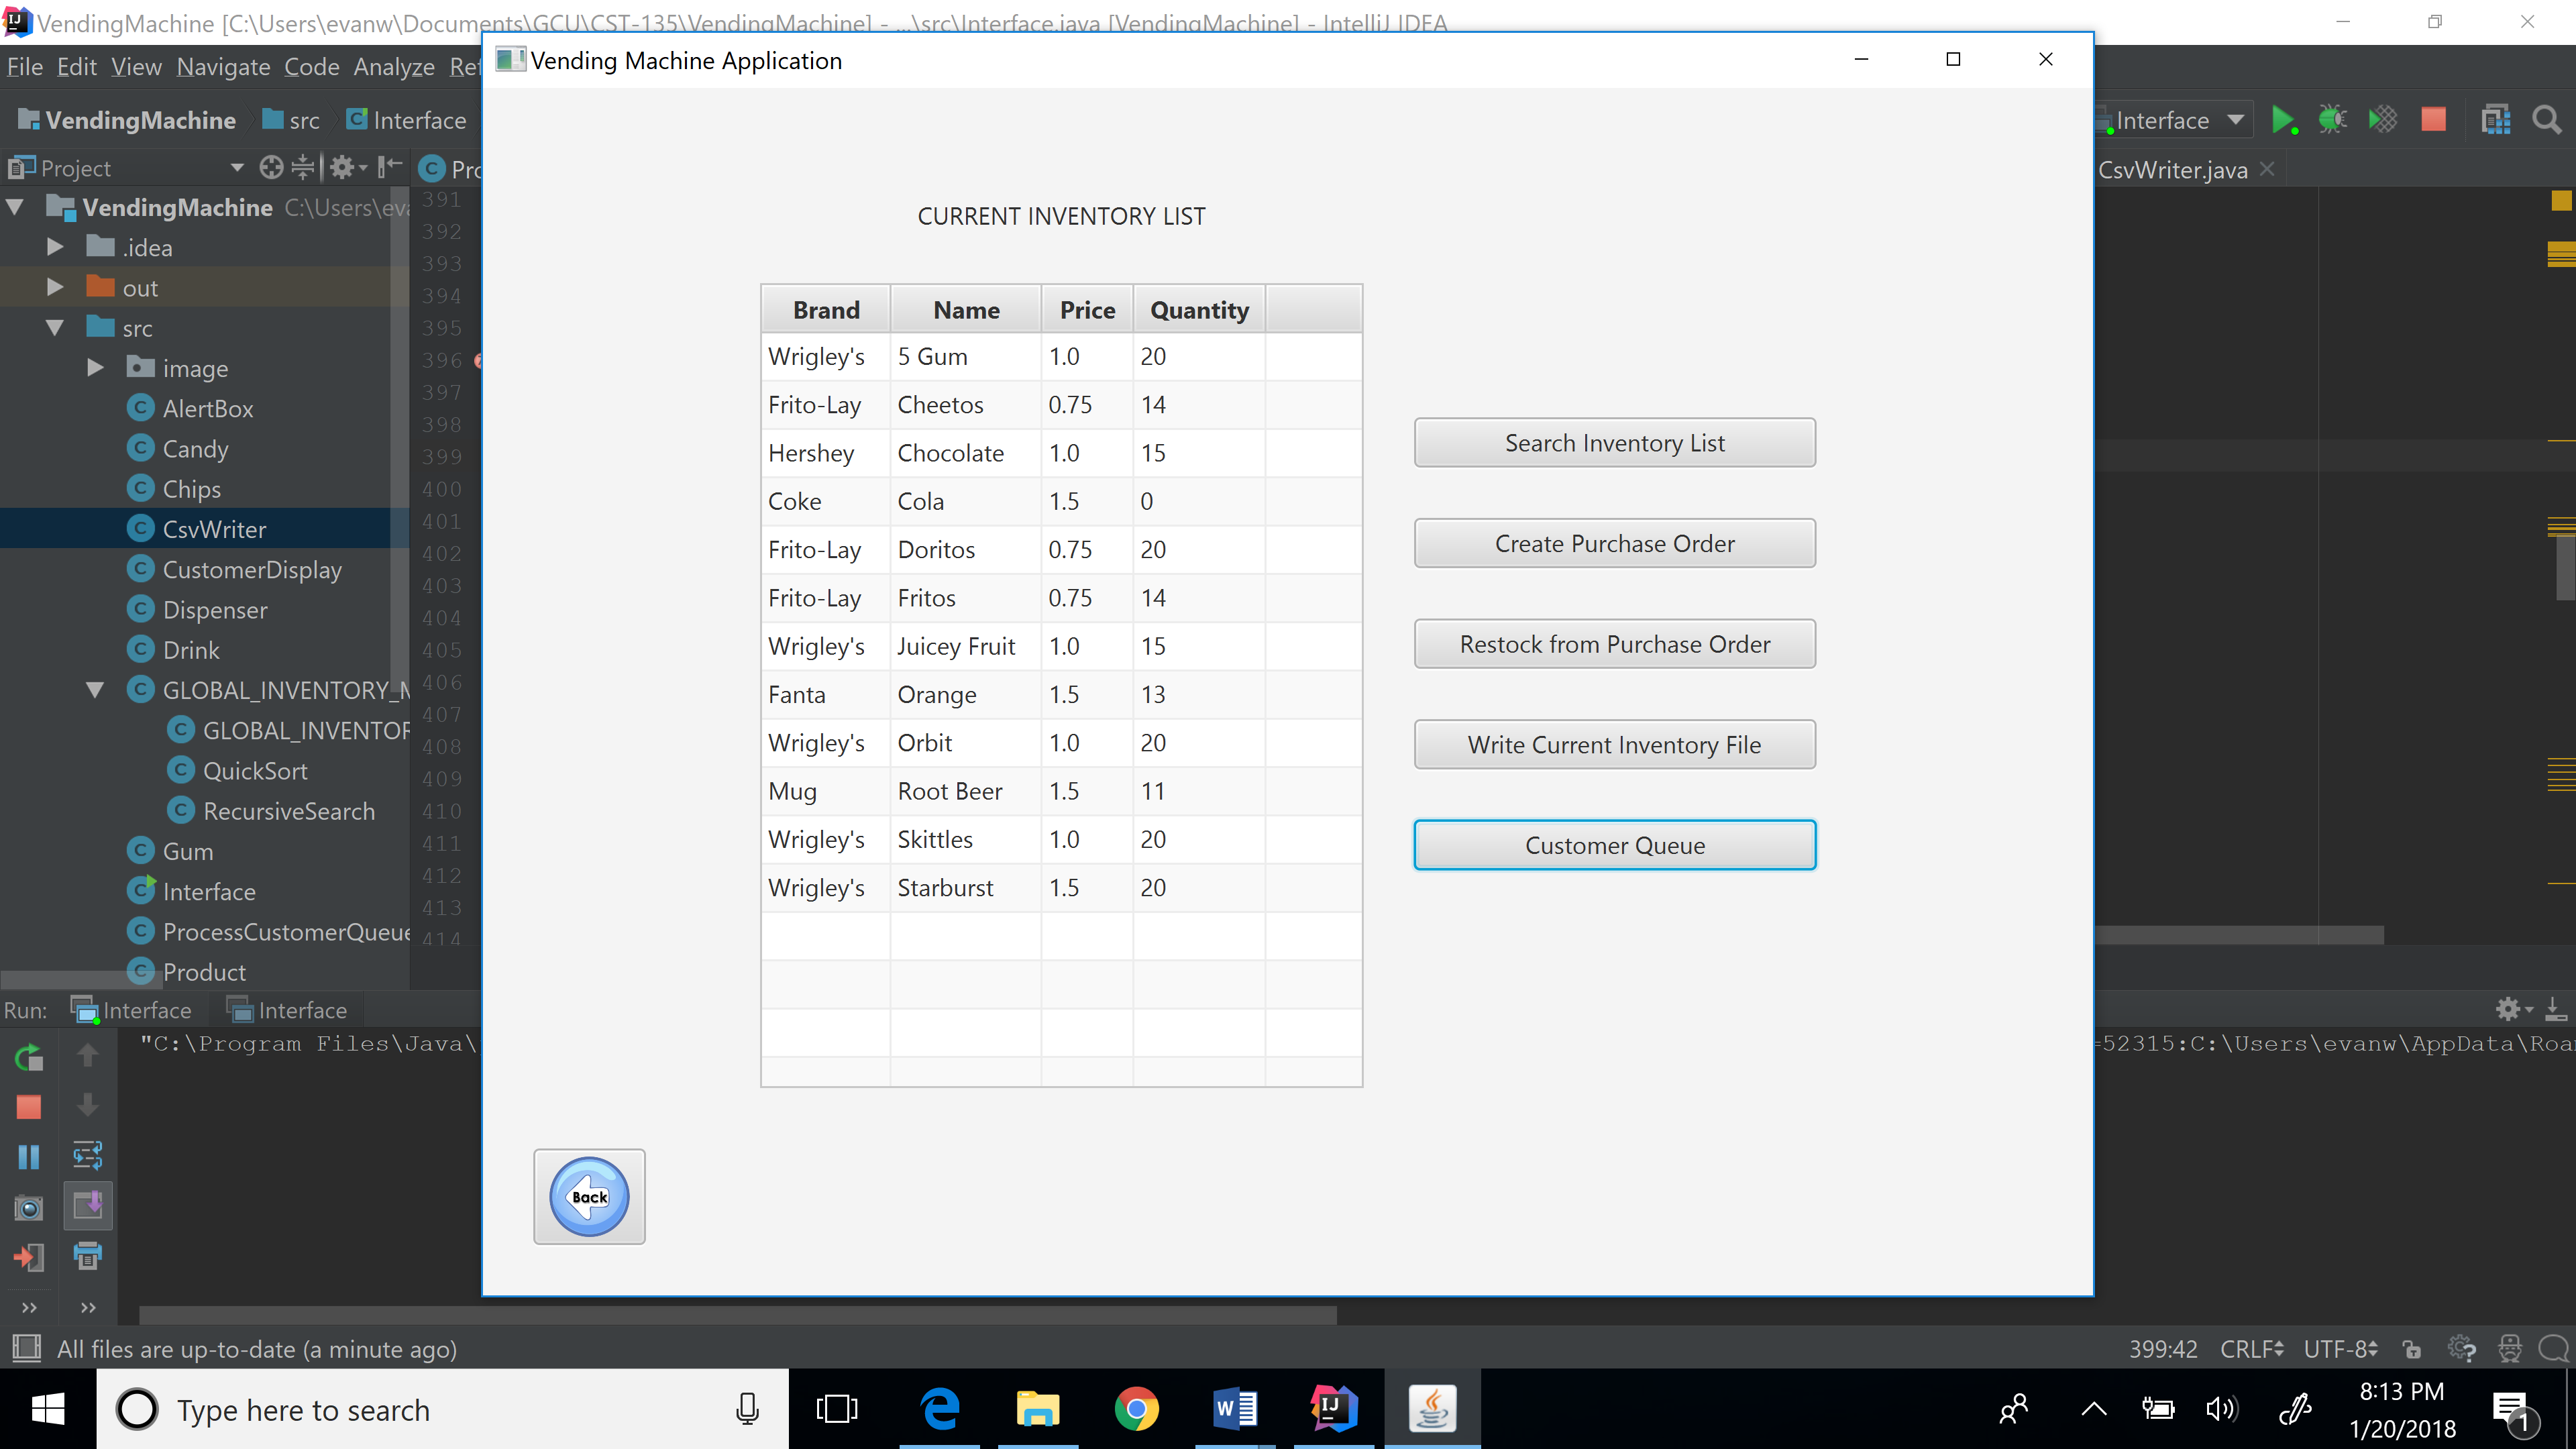 VendingMachine [C:\Users\evanw\Documents\GCU\CST-135\VendingMachine] - ...\src\Interface.java [VendingMachine] - IntelliJ IDEA
File Edit View Navigate Code Analyze
Vending Machine Application
VendingMachine src Interface
Interface
Project
CsvWriter.java
VendingMachine C:\Users\
.idea
out
src
image
AlertBox
Candy
Chips
CsvWriter
CustomerDisplay
Dispenser
Drink
GLOBAL_INVENTORY_
GLOBAL_INVENTOR
QuickSort
RecursiveSearch
Gum
Interface
ProcessCustomerQueue
Product
391
392
393
394
395
396
397
398
399
400
401
402
403
404
405
406
407
408
409
410
411
412
413
414
CURRENT INVENTORY LIST
Brand Name Price Quantity
Wrigley's 5 Gum 1.0 20
Frito-Lay Cheetos 0.75 14
Hershey Chocolate 1.0 15
Coke Cola 1.5 0
Frito-Lay Doritos 0.75 20
Frito-Lay Fritos 0.75 14
Wrigley's Juicey Fruit 1.0 15
Fanta Orange 1.5 13
Wrigley's Orbit 1.0 20
Mug Root Beer 1.5 11
Wrigley's Skittles 1.0 20
Wrigley's Starburst 1.5 20
Search Inventory List
Create Purchase Order
Restock from Purchase Order
Write Current Inventory File
Customer Queue
Back
Run: Interface Interface
"C:\Program Files\Java\
=52315:C:\Users\evanw\AppData\Roa
All files are up-to-date (a minute ago)
399:42 CRLF UTF-8
Type here to search
8:13 PM
1/20/2018
1